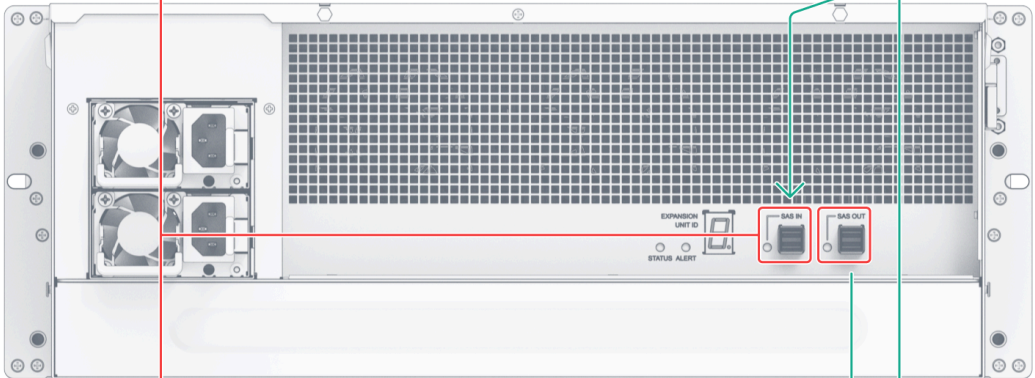 EXPANSION
UNIT ID
STATUS ALERT
SAS IN
SAS OUT